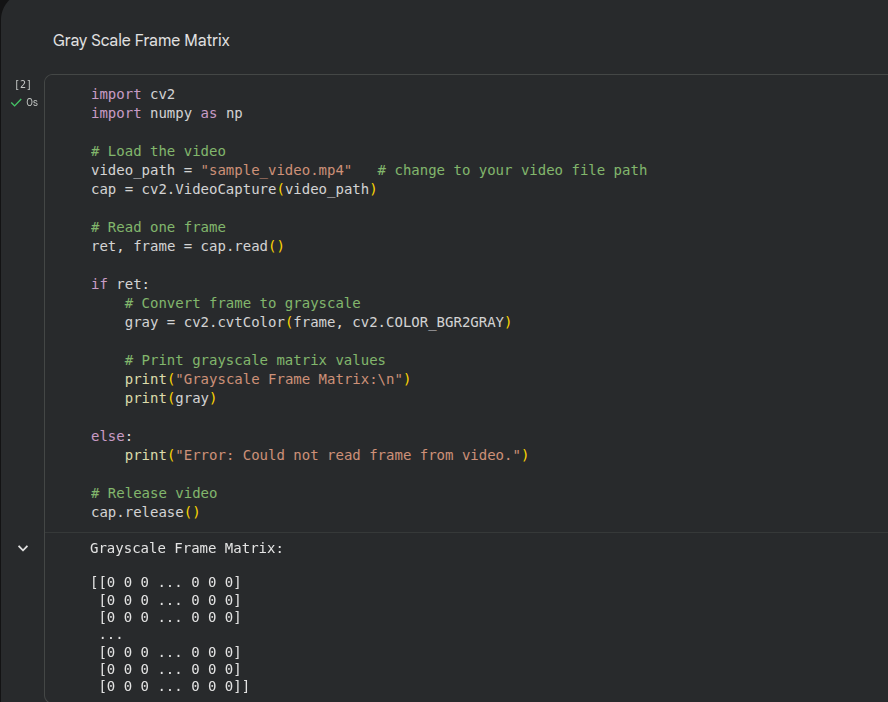 Gray Scale Frame Matrix
[2]
0s
import cv2
import numpy as np
# Load the video
video_path = "sample_video.mp4"   # change to your video file path
cap = cv2.VideoCapture(video_path)
# Read one frame
ret, frame = cap.read()
if ret:
    # Convert frame to grayscale
    gray = cv2.cvtColor(frame, cv2.COLOR_BGR2GRAY)
    # Print grayscale matrix values
    print("Grayscale Frame Matrix:\n")
    print(gray)
else:
    print("Error: Could not read frame from video.")
# Release video
cap.release()
Grayscale Frame Matrix:
[[0 0 0 ... 0 0 0]
 [0 0 0 ... 0 0 0]
 [0 0 0 ... 0 0 0]
 ...
 [0 0 0 ... 0 0 0]
 [0 0 0 ... 0 0 0]
 [0 0 0 ... 0 0 0]]